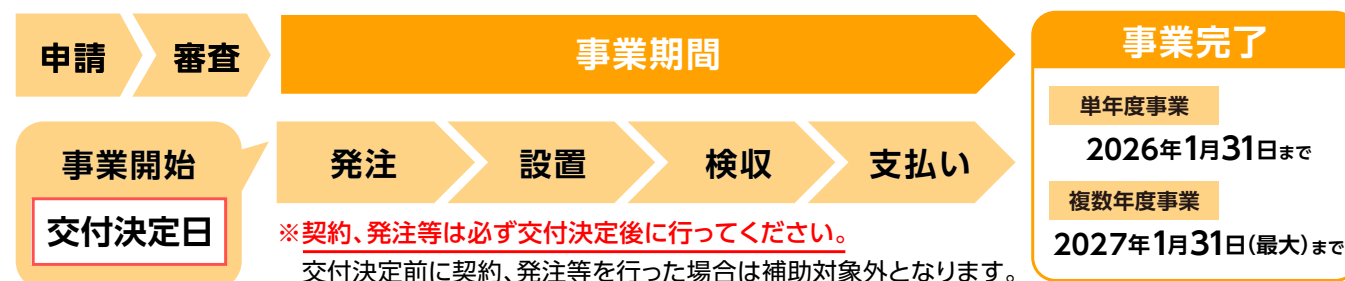 申請
審査
事業期間
事業完了
単年度事業
2026年1月31日まで
複数年度事業
2027年1月31日(最大)まで
事業開始
交付決定日
発注
設置
検収
支払い
※契約、発注等は必ず交付決定後に行ってください。
交付決定前に契約、発注等を行った場合は補助対象外となります。